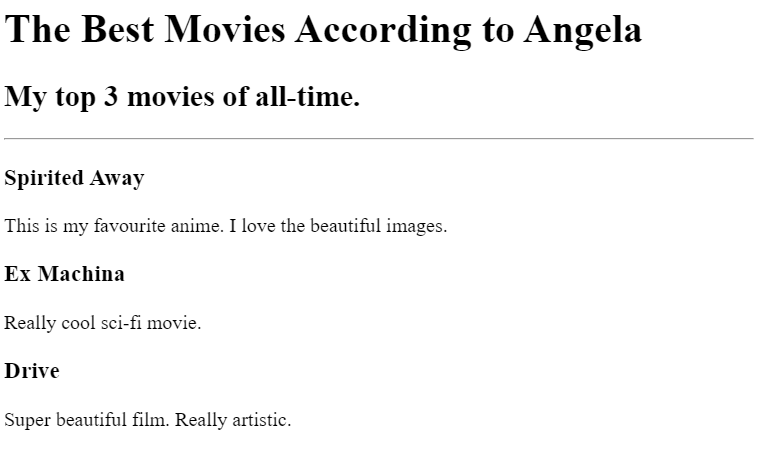 The Best Movies According to Angela
My top 3 movies of all-time.
Spirited Away
This is my favourite anime. I love the beautiful images.
Ex Machina
Really cool sci-fi movie.
Drive
Super beautiful film. Really artistic.